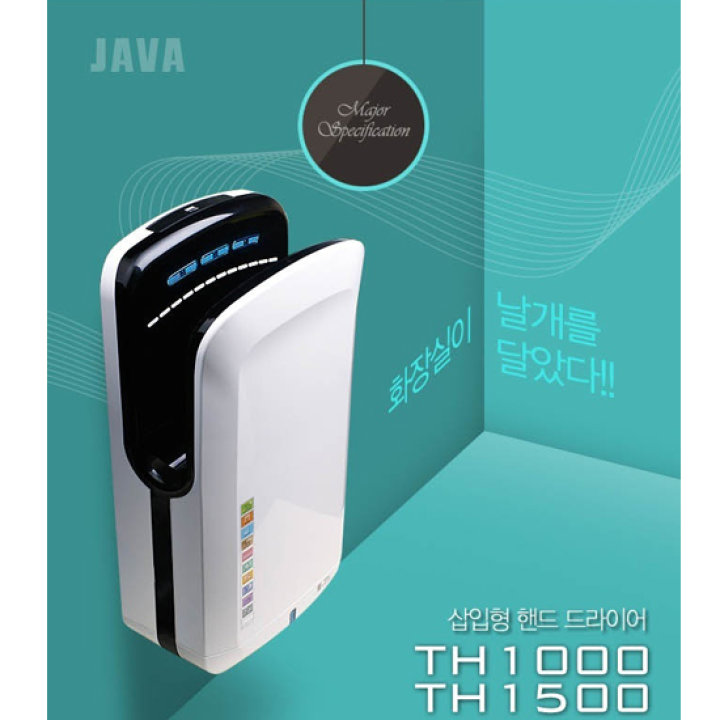 JAVA
Major
Specification
화장실이
날개를
달았다!!
삽입형 핸드 드라이어
TH1000
TH1500